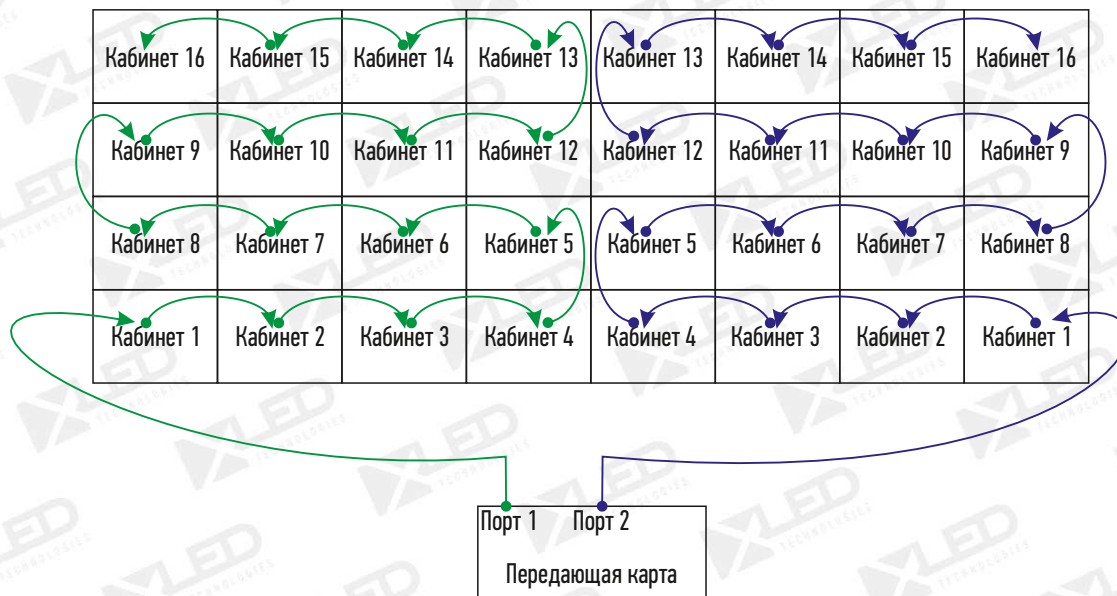 Кабинет 16 Кабинет 15 Кабинет 14 Кабинет 13 Кабинет 13 Кабинет 14 Кабинет 15 Кабинет 16
Кабинет 9 Кабинет 10 Кабинет 11 Кабинет 12 Кабинет 12 Кабинет 11 Кабинет 10 Кабинет 9
Кабинет 8 Кабинет 7 Кабинет 6 Кабинет 5 Кабинет 5 Кабинет 6 Кабинет 7 Кабинет 8
Кабинет 1 Кабинет 2 Кабинет 3 Кабинет 4 Кабинет 4 Кабинет 3 Кабинет 2 Кабинет 1
Порт 1 Порт 2
Передающая карта
XLED
TECHNOLOGIES